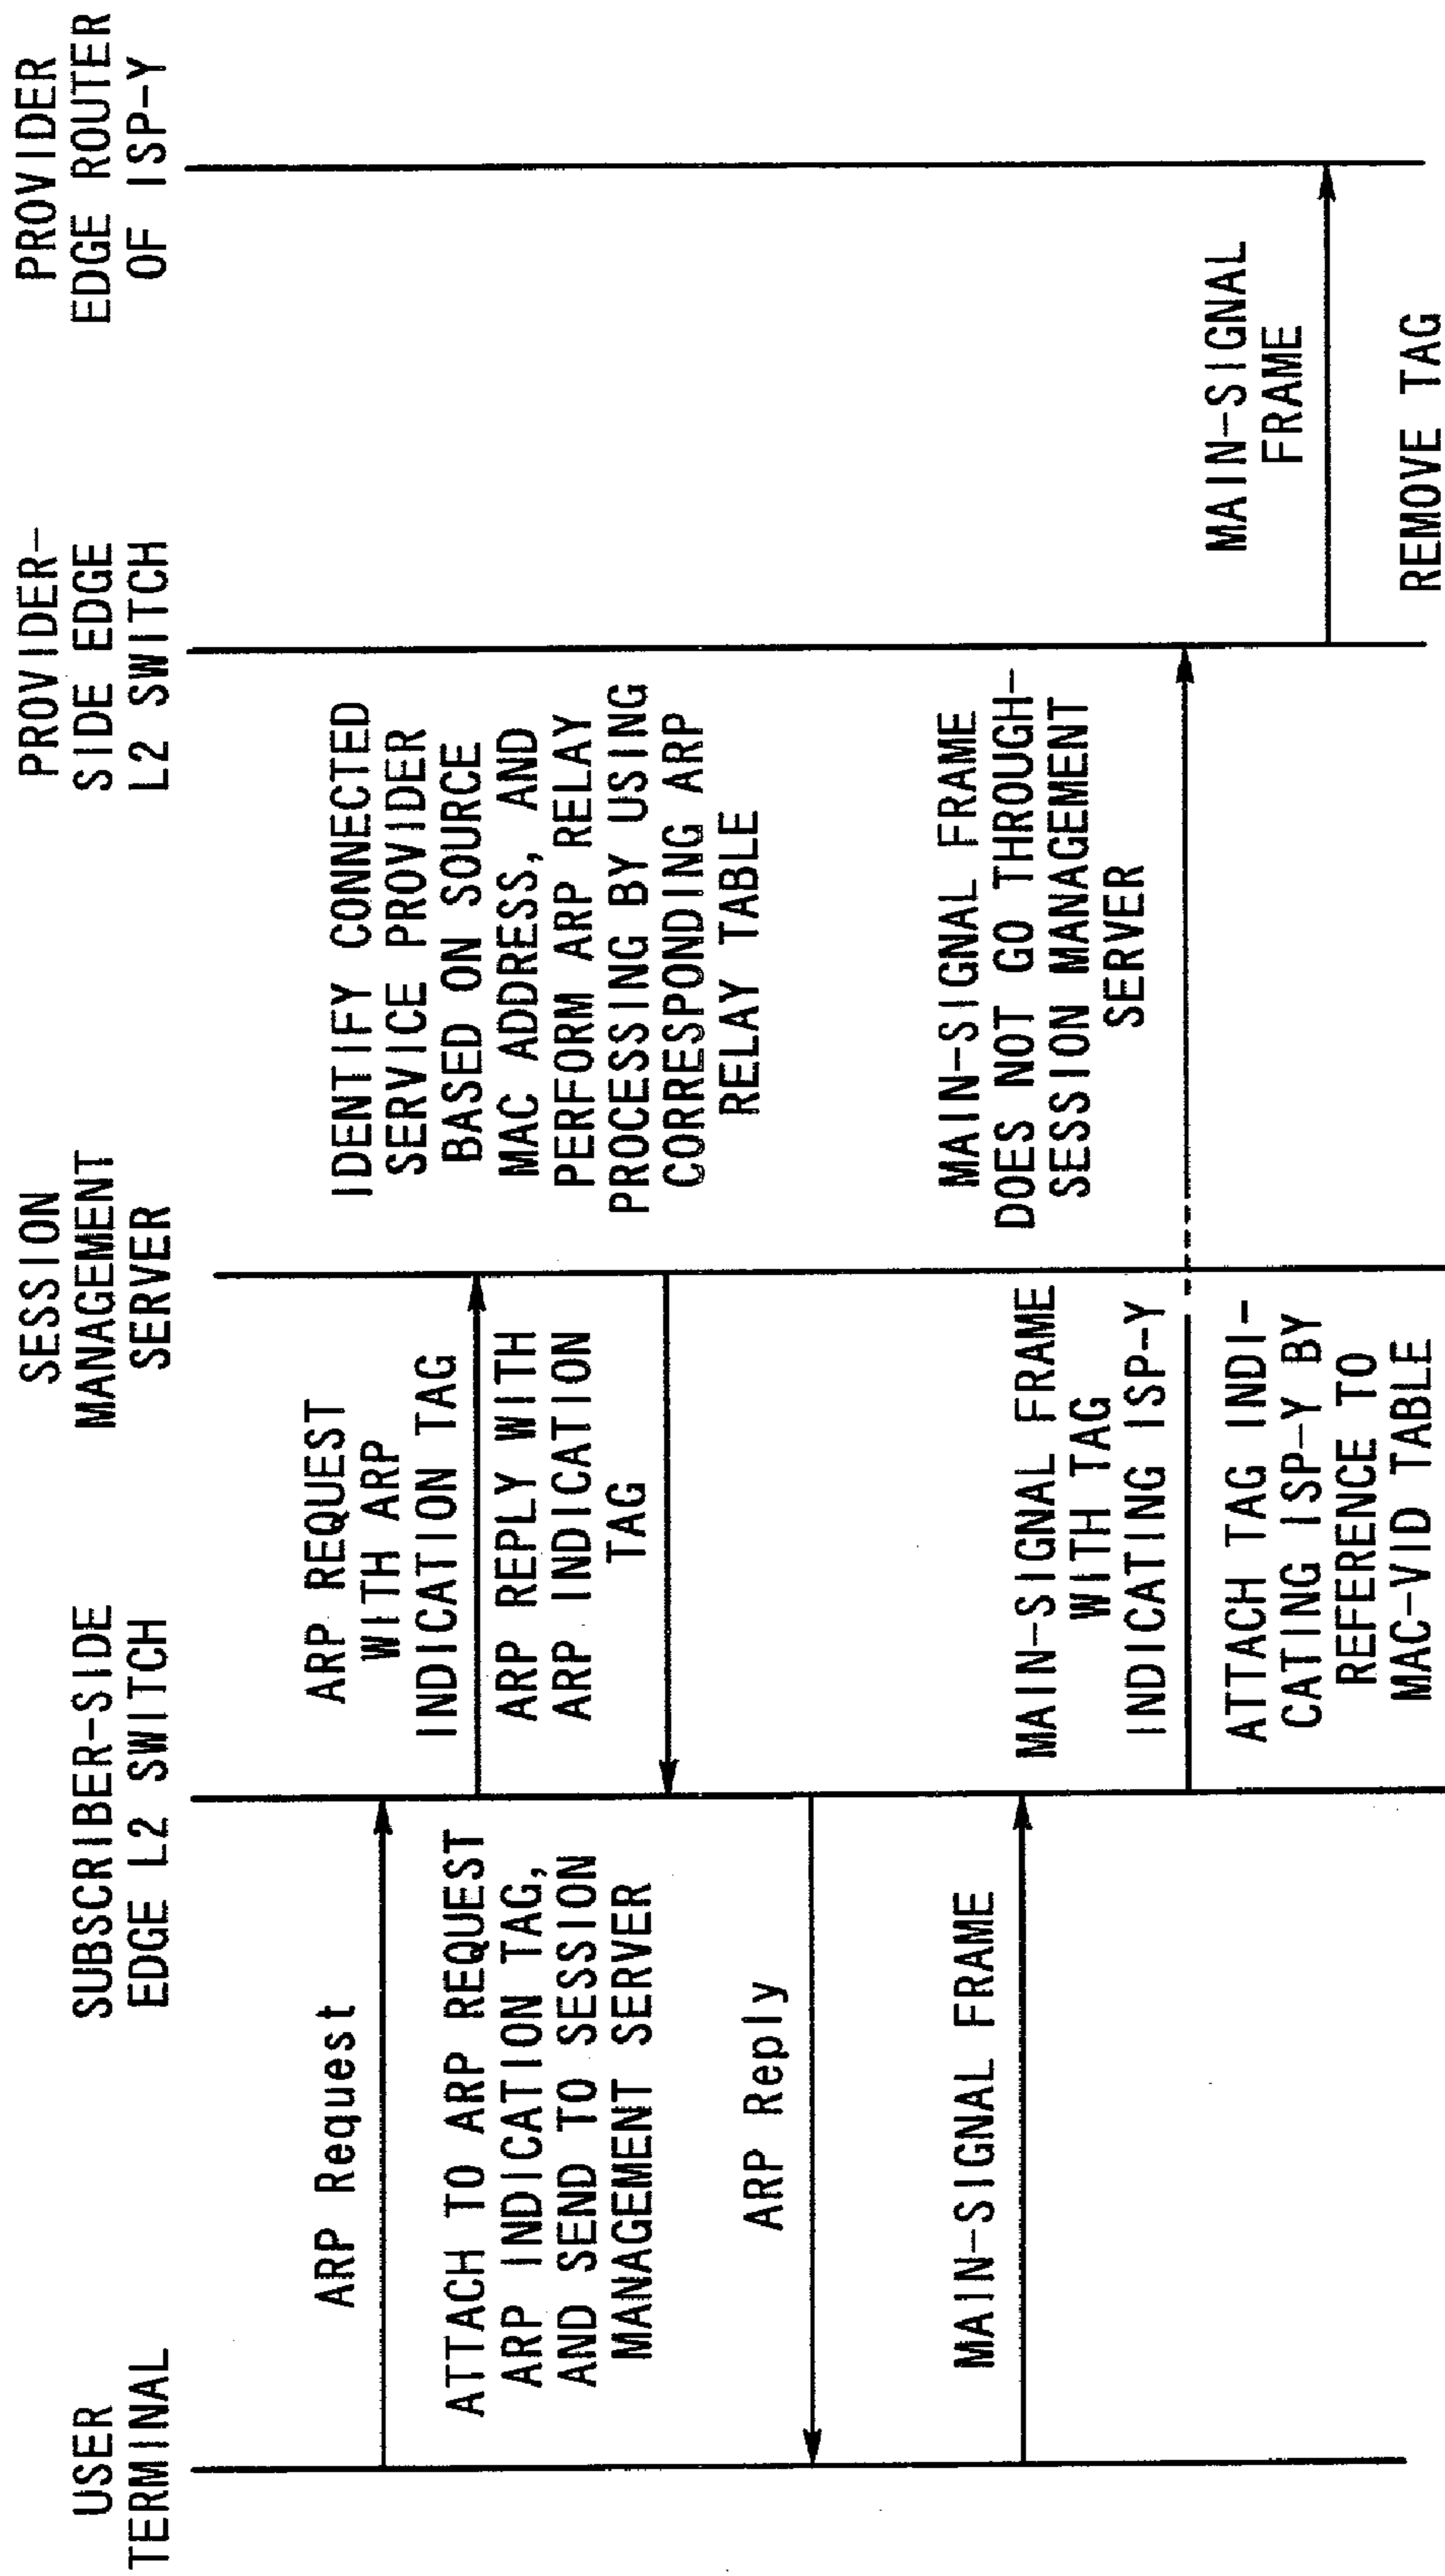 USER
TERMINAL
SUBSCRIBER-SIDE
EDGE L2 SWITCH
SESSION
MANAGEMENT
SERVER
PROVIDER-
SIDE EDGE
L2 SWITCH
PROVIDER
EDGE ROUTER
OF ISP-Y
ARP Request
ATTACH TO ARP REQUEST
ARP INDICATION TAG,
AND SEND TO SESSION
MANAGEMENT SERVER
ARP REQUEST
WITH ARP
INDICATION TAG
ARP REPLY WITH
ARP INDICATION
TAG
IDENTIFY CONNECTED
SERVICE PROVIDER
BASED ON SOURCE
MAC ADDRESS, AND
PERFORM ARP RELAY
PROCESSING BY USING
CORRESPONDING ARP
RELAY TABLE
ARP Reply
MAIN-SIGNAL FRAME
MAIN-SIGNAL FRAME
WITH TAG
INDICATING ISP-Y
ATTACH TAG INDI-
CATING ISP-Y BY
REFERENCE TO
MAC-VID TABLE
MAIN-SIGNAL FRAME
DOES NOT GO THROUGH-
SESSION MANAGEMENT
SERVER
MAIN-SIGNAL
FRAME
REMOVE TAG